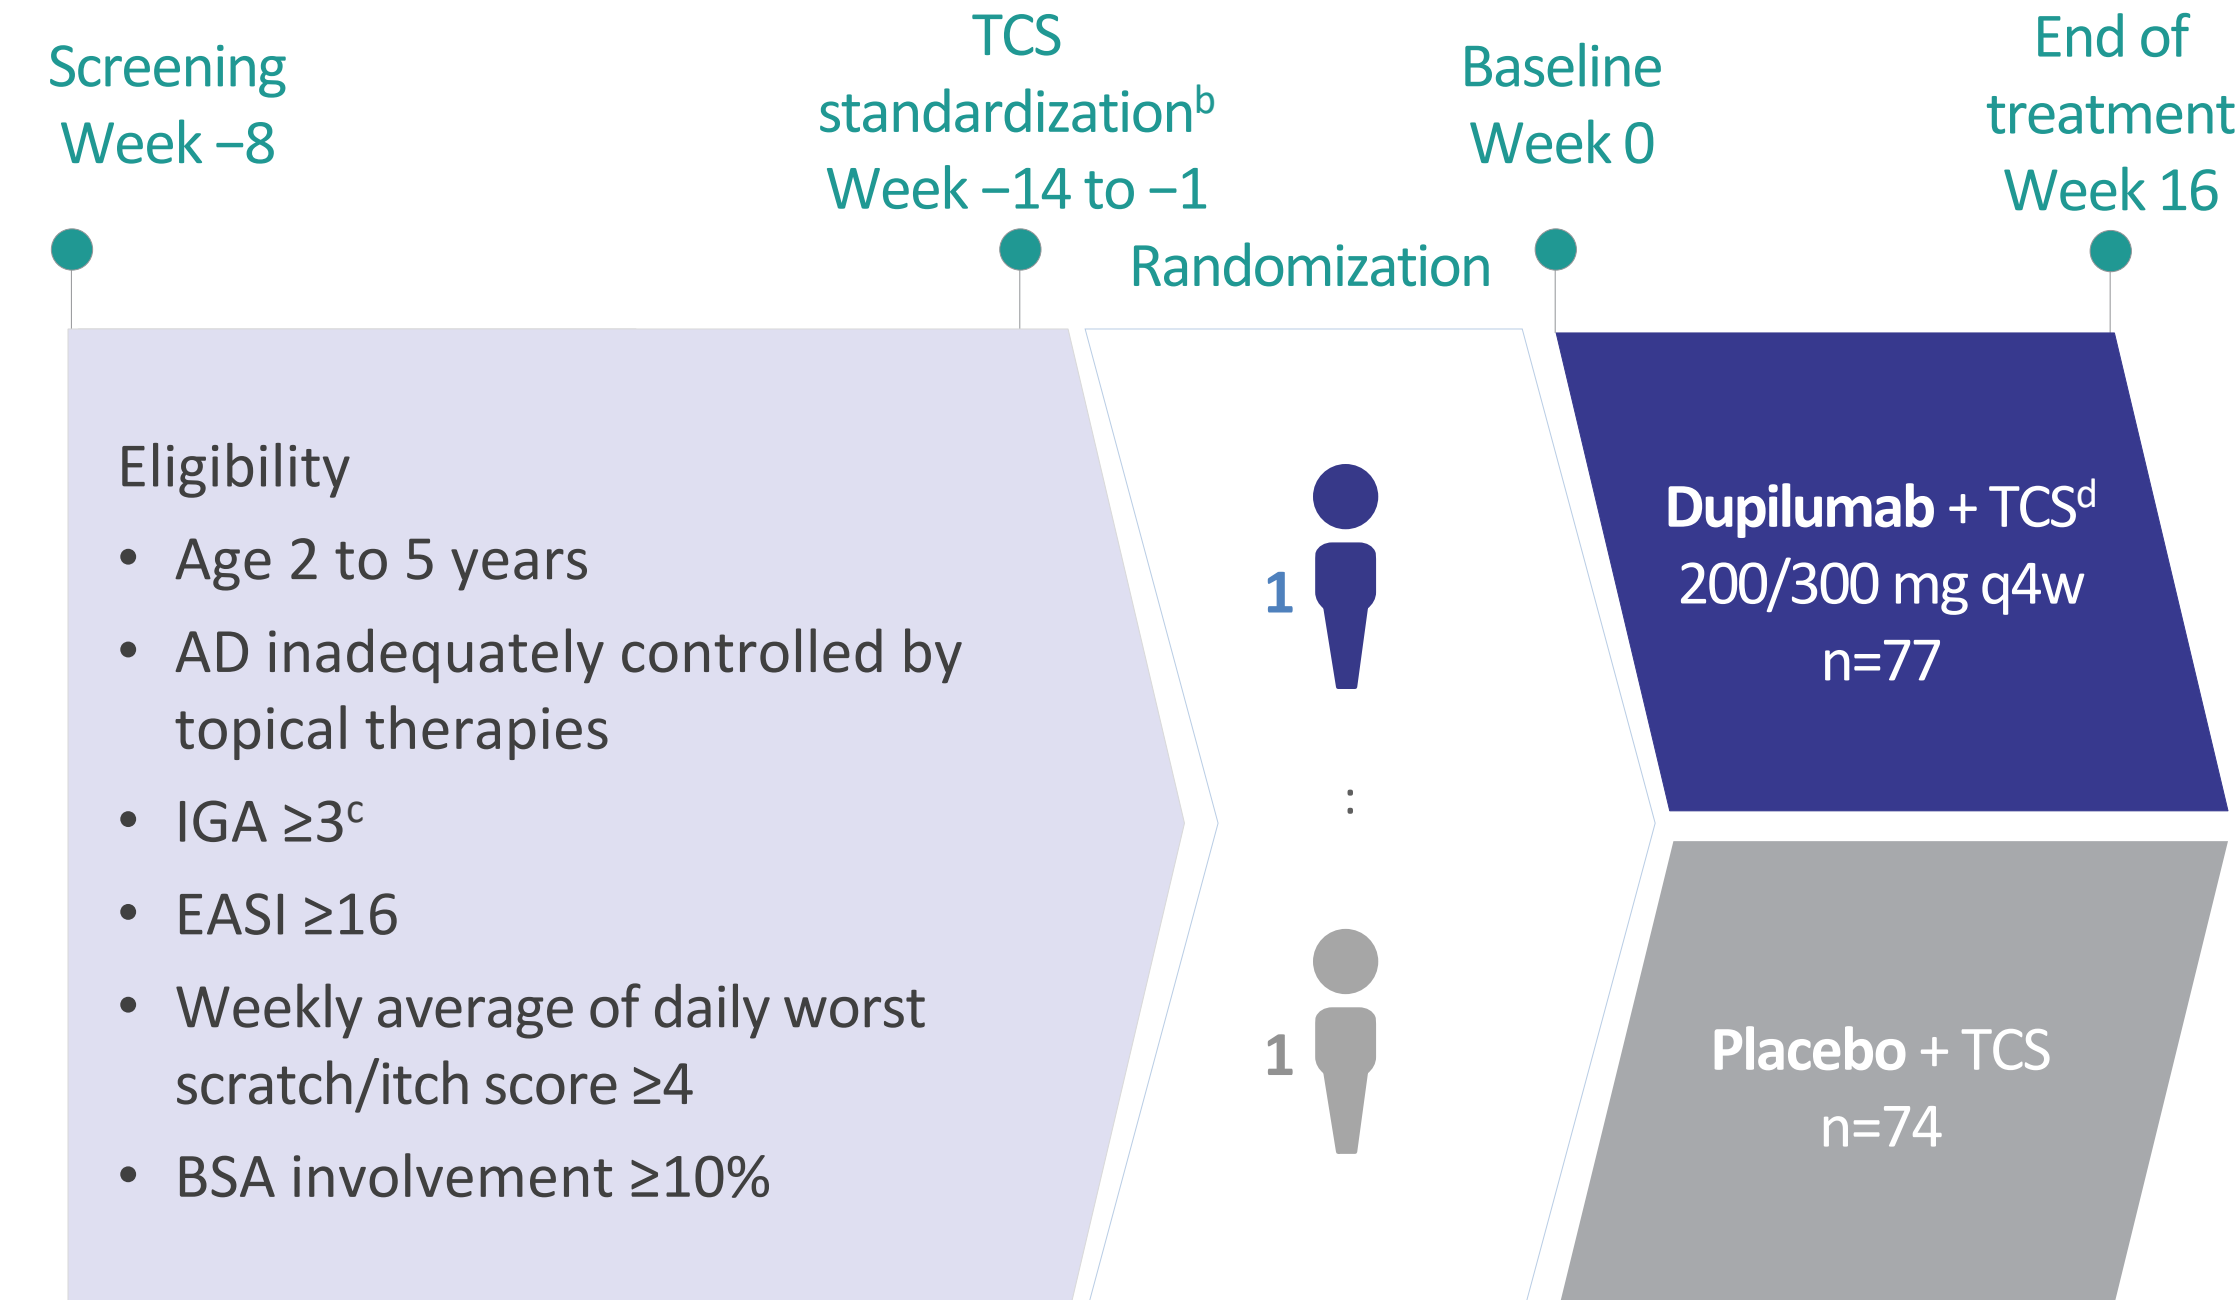 Screening
Week −8
TCS
standardizationᵇ
Week −14 to −1
Randomization
Baseline
Week 0
End of
treatment
Week 16
Eligibility
• Age 2 to 5 years
• AD inadequately controlled by
topical therapies
• IGA ≥3ᶜ
• EASI ≥16
• Weekly average of daily worst
scratch/itch score ≥4
• BSA involvement ≥10%
1
:
1
Dupilumab + TCSᵈ
200/300 mg q4w
n=77
Placebo + TCS
n=74